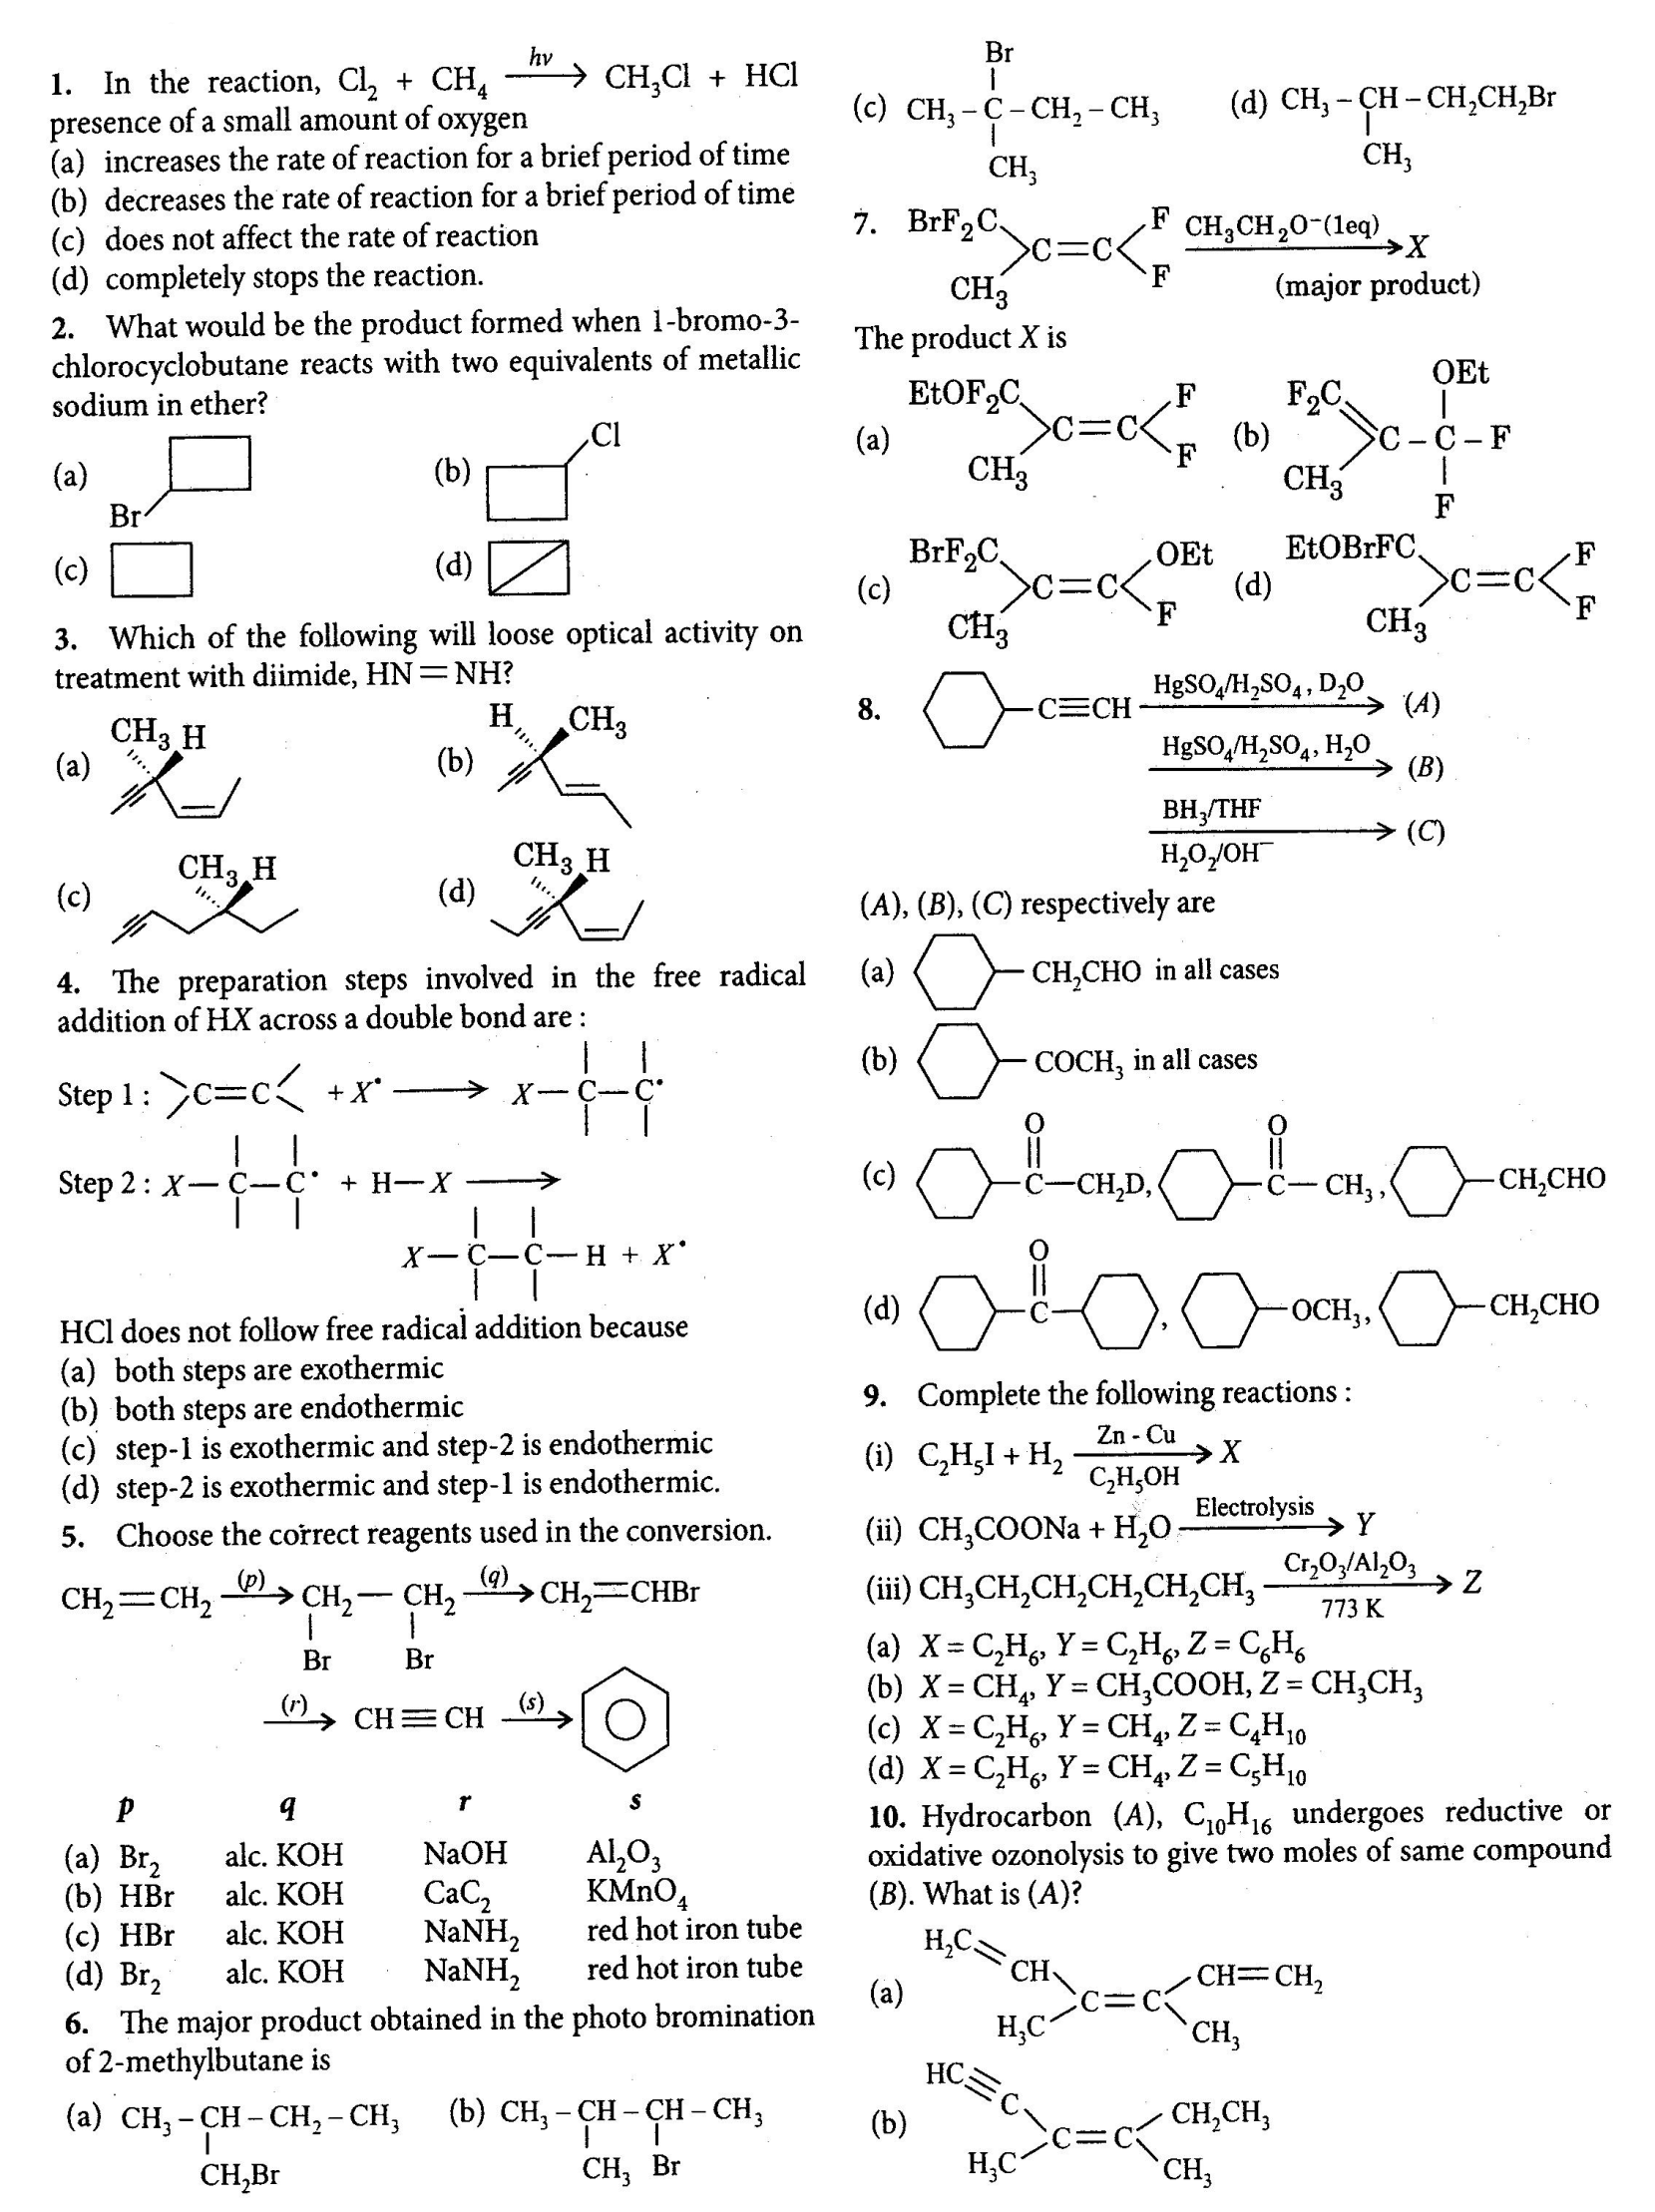 1. In the reaction, Cl₂ + CH₄ —hν→ CH₃Cl + HCl
presence of a small amount of oxygen
(a) increases the rate of reaction for a brief period of time
(b) decreases the rate of reaction for a brief period of time
(c) does not affect the rate of reaction
(d) completely stops the reaction.
2. What would be the product formed when 1-bromo-3-
chlorocyclobutane reacts with two equivalents of metallic
sodium in ether?
(a) Br (b) Cl
(c) (d)
3. Which of the following will loose optical activity on
treatment with diimide, HN=NH?
(a) CH₃ H (b) H CH₃
(c) CH₃ H (d) CH₃ H
4. The preparation steps involved in the free radical
addition of HX across a double bond are :
Step 1 : >C=C< + X• ⟶ X—C—C•
Step 2 : X—C—C• + H—X ⟶
X—C—C—H + X•
HCl does not follow free radical addition because
(a) both steps are exothermic
(b) both steps are endothermic
(c) step-1 is exothermic and step-2 is endothermic
(d) step-2 is exothermic and step-1 is endothermic.
5. Choose the correct reagents used in the conversion.
CH₂=CH₂ —(p)→ CH₂—CH₂ —(q)→ CH₂=CHBr
Br Br
—(r)→ CH≡CH —(s)→
p q r s
(a) Br₂ alc. KOH NaOH Al₂O₃
(b) HBr alc. KOH CaC₂ KMnO₄
(c) HBr alc. KOH NaNH₂ red hot iron tube
(d) Br₂ alc. KOH NaNH₂ red hot iron tube
6. The major product obtained in the photo bromination
of 2-methylbutane is
(a) CH₃–CH–CH₂–CH₃ (b) CH₃–CH–CH–CH₃
CH₂Br CH₃ Br
Br
(c) CH₃–C–CH₂–CH₃ (d) CH₃–CH–CH₂CH₂Br
CH₃ CH₃
7. BrF₂C F CH₃CH₂O⁻(1eq)
C=C →X
CH₃ F (major product)
The product X is
EtOF₂C F F₂C OEt
(a) C=C (b) C–C–F
CH₃ F CH₃ F
BrF₂C OEt EtOBrFC F
(c) C=C (d) C=C
CH₃ F CH₃ F
8. —C≡CH —HgSO₄/H₂SO₄, D₂O→ (A)
HgSO₄/H₂SO₄, H₂O → (B)
BH₃/THF → (C)
H₂O₂/OH⁻
(A), (B), (C) respectively are
(a) —CH₂CHO in all cases
(b) —COCH₃ in all cases
O O
(c) —C—CH₂D, —C—CH₃, —CH₂CHO
O
(d) —C—, —OCH₃, —CH₂CHO
9. Complete the following reactions :
(i) C₂H₅I + H₂ —Zn - Cu / C₂H₅OH→ X
(ii) CH₃COONa + H₂O —Electrolysis→ Y
(iii) CH₃CH₂CH₂CH₂CH₂CH₃ —Cr₂O₃/Al₂O₃ / 773 K→ Z
(a) X = C₂H₆, Y = C₂H₆, Z = C₆H₆
(b) X = CH₄, Y = CH₃COOH, Z = CH₃CH₃
(c) X = C₂H₆, Y = CH₄, Z = C₄H₁₀
(d) X = C₂H₆, Y = CH₄, Z = C₅H₁₀
10. Hydrocarbon (A), C₁₀H₁₆ undergoes reductive or
oxidative ozonolysis to give two moles of same compound
(B). What is (A)?
H₂C
(a) CH CH=CH₂
C=C
H₃C CH₃
HC
(b) C CH₂CH₃
C=C
H₃C CH₃